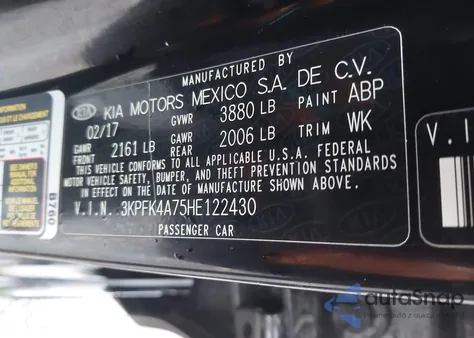 MANUFACTURED BY
KIA KIA MOTORS MEXICO S.A. DE C.V.
02/17 GVWR 3880 LB PAINT ABP
GAWR FRONT 2161 LB GAWR REAR 2006 LB TRIM WK
THIS VEHICLE CONFORMS TO ALL APPLICABLE U.S.A. FEDERAL
MOTOR VEHICLE SAFETY, BUMPER, AND THEFT PREVENTION STANDARDS
IN EFFECT ON THE DATE OF MANUFACTURE SHOWN ABOVE.
V.I.N.:3KPFK4A75HE122430
PASSENGER CAR
B760
V.I
autoSnap